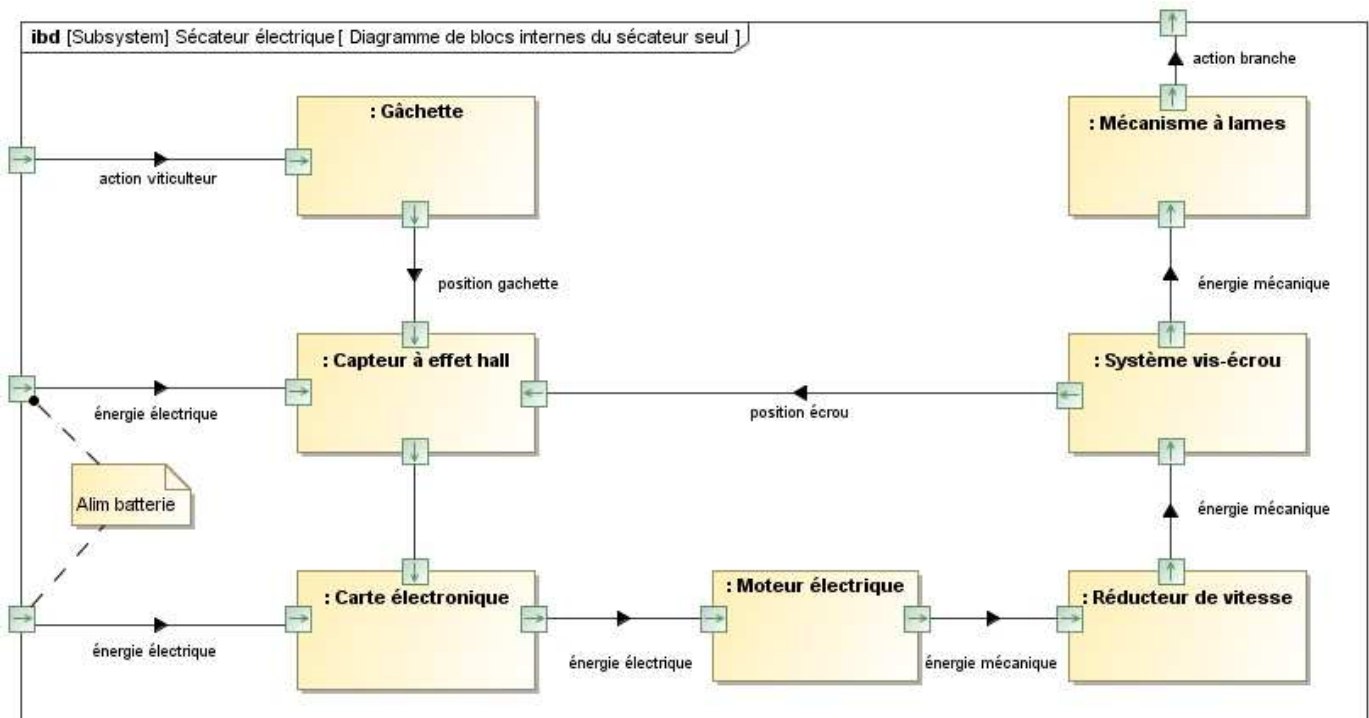 ibd [Subsystem] Sécateur électrique [ Diagramme de blocs internes du sécateur seul ]
action branche
: Gâchette
: Mécanisme à lames
action viticulteur
position gachette
énergie mécanique
: Capteur à effet hall
: Système vis-écrou
énergie électrique
position écrou
Alim batterie
énergie mécanique
: Carte électronique
: Moteur électrique
: Réducteur de vitesse
énergie électrique
énergie électrique
énergie mécanique